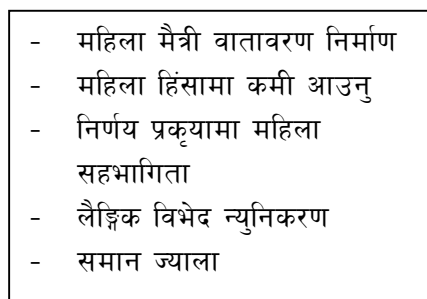 - महिला मैत्री वातावरण निर्माण
- महिला हिंसामा कमी आउनु
- निर्णय प्रकृयामा महिला
सहभागिता
- लैङ्गिक विभेद न्युनिकरण
- समान ज्याला